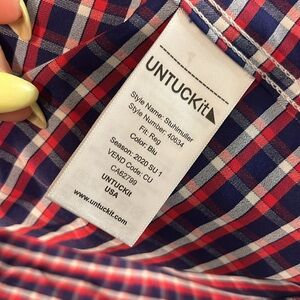 UNTUCKit
Style Name: Stuhlmuller
Style Number: 40634
Fit: Reg
Color: Blu
Season: 2020 SU 1
VEND Code: CU
CA62799
UNTUCKit
USA
www.untuckit.com